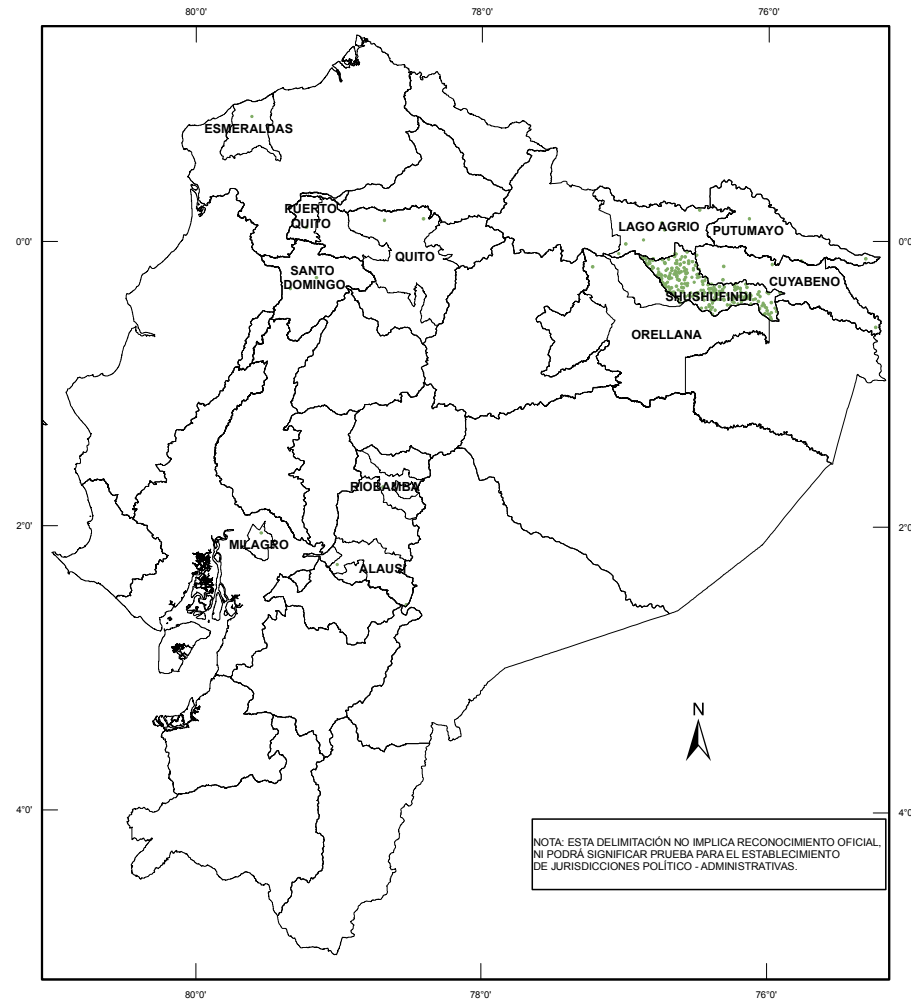 80°0'
78°0'
76°0'
ESMERALDAS
PUERTO
QUITO
LAGO AGRIO
PUTUMAYO
0°0'
0°0'
QUITO
SANTO
DOMINGO
CUYABENO
SHUSHUFINDI
ORELLANA
RIOBAMBA
2°0'
2°0'
MILAGRO
ALAUSI
N
4°0'
4°0'
NOTA: ESTA DELIMITACIÓN NO IMPLICA RECONOCIMIENTO OFICIAL,
NI PODRÁ SIGNIFICAR PRUEBA PARA EL ESTABLECIMIENTO
DE JURISDICCIONES POLÍTICO - ADMINISTRATIVAS.
80°0'
78°0'
76°0'